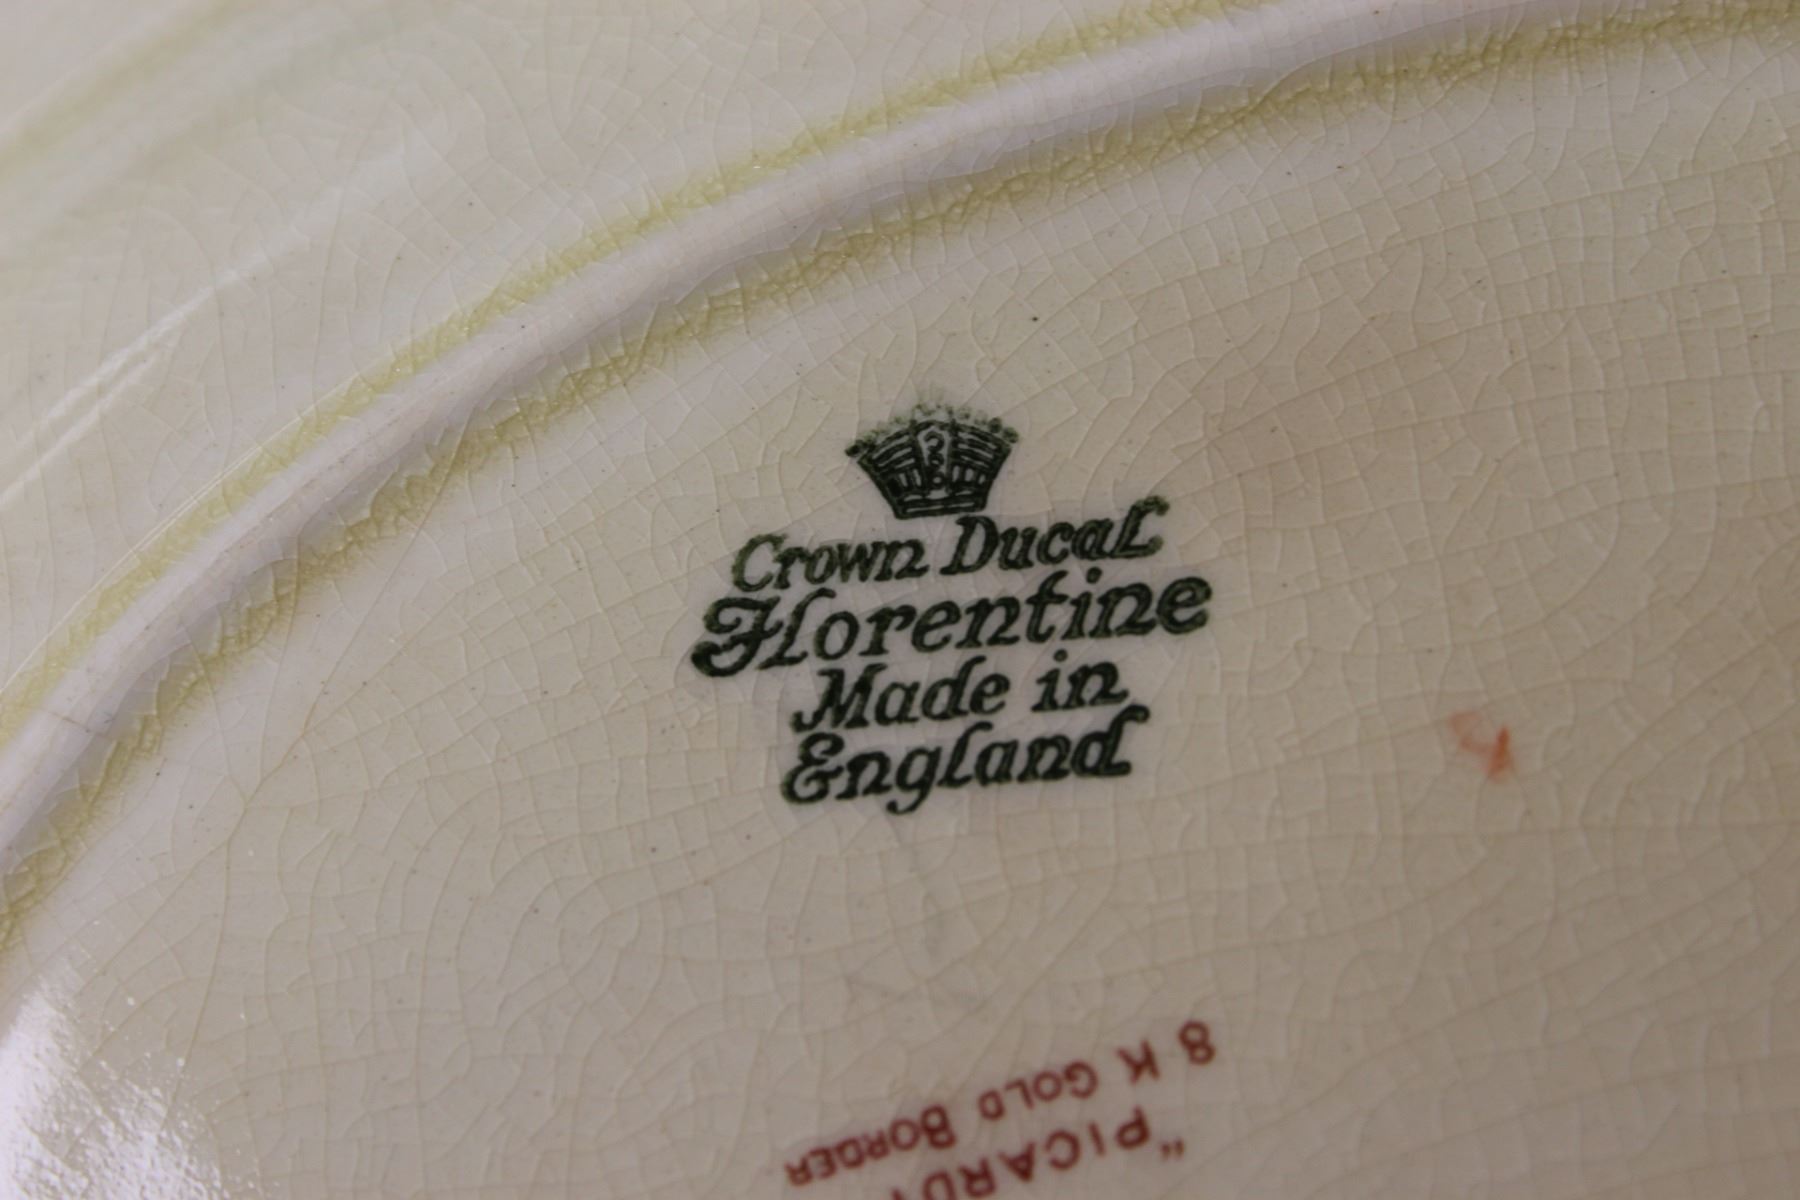 Crown Ducal
Florentine
Made in
England
"PICARD
8 K GOLD BORDER